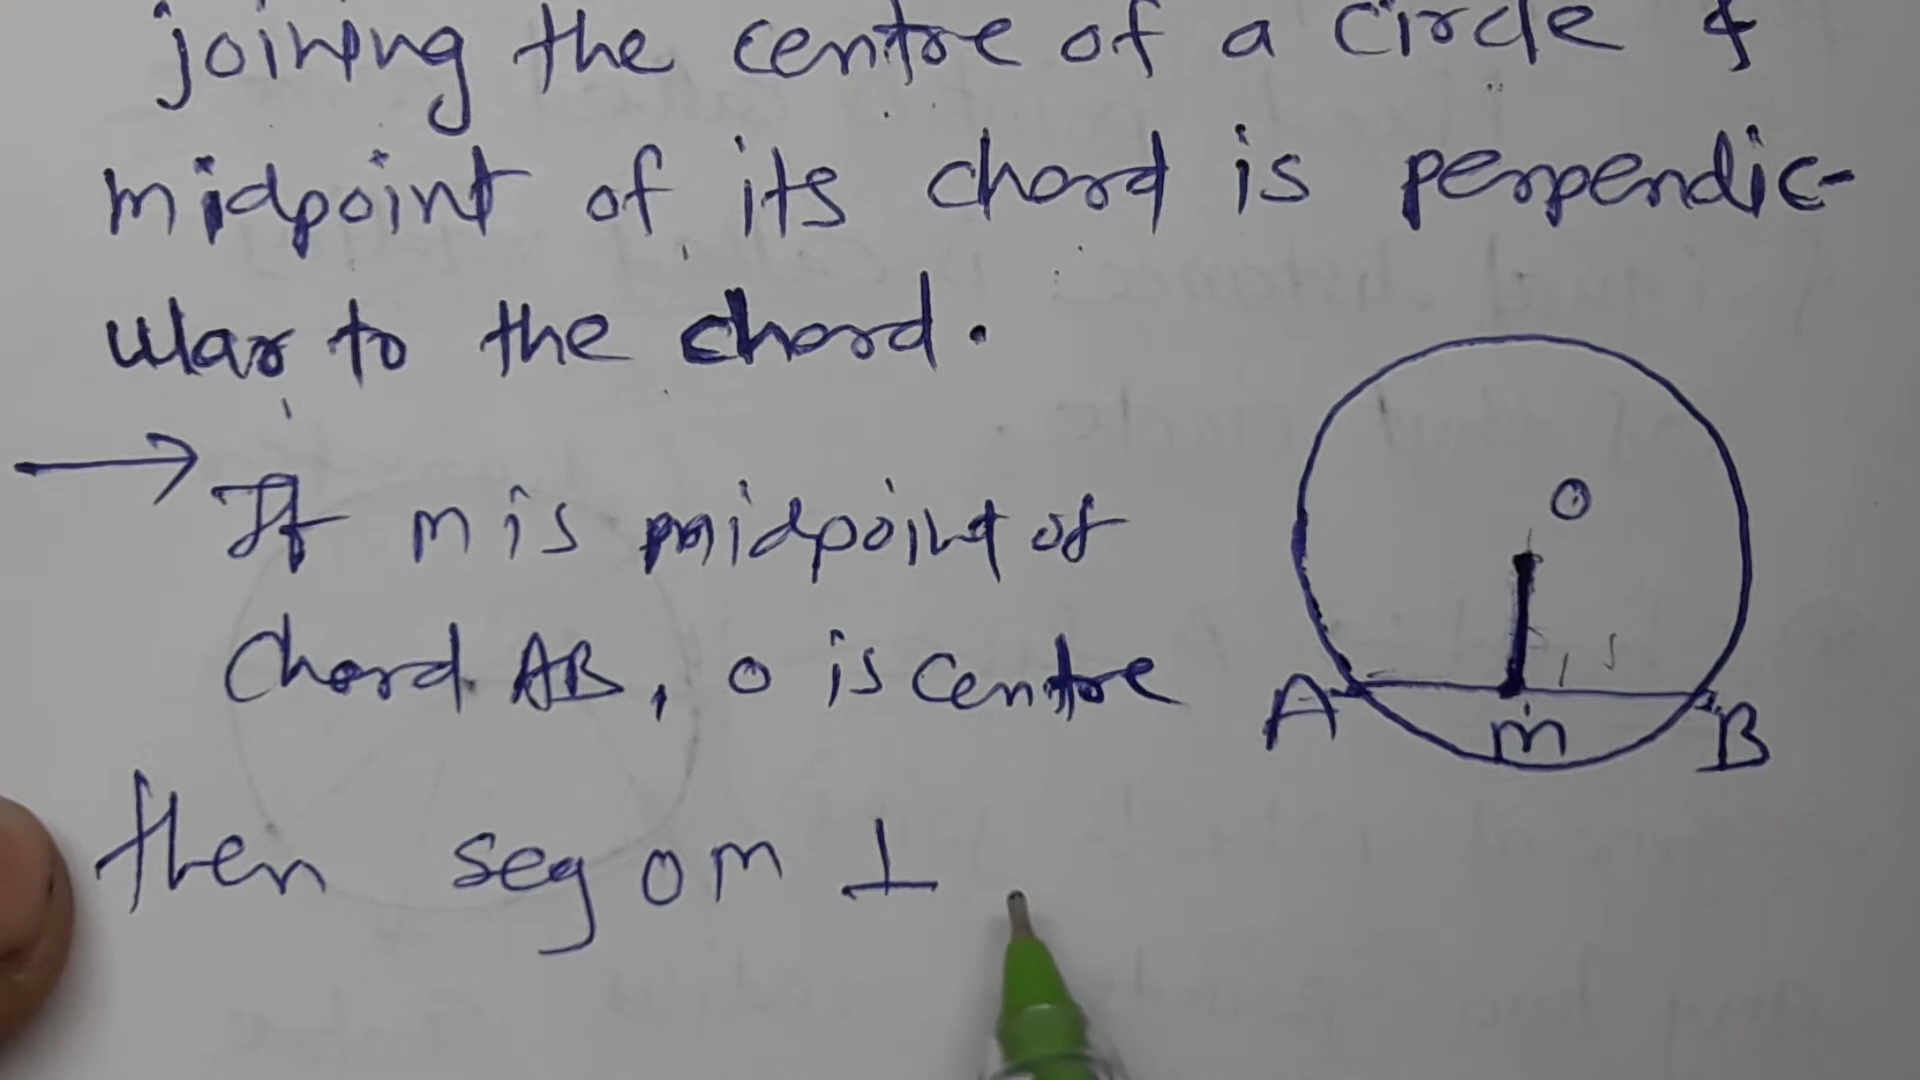 joining the centre of a circle &
midpoint of its chord is perpendic-
ular to the chord.
→ If m is midpoint of
chord AB, o is centre
then seg om ⊥
O
A
m
B